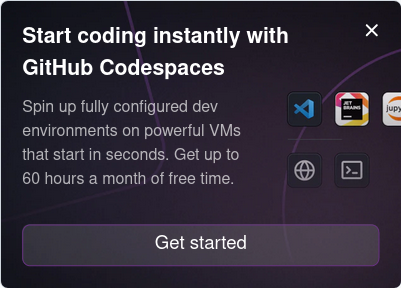 Start coding instantly with
GitHub Codespaces
Spin up fully configured dev
environments on powerful VMs
that start in seconds. Get up to
60 hours a month of free time.
JET
BRAINS
jupy
Get started